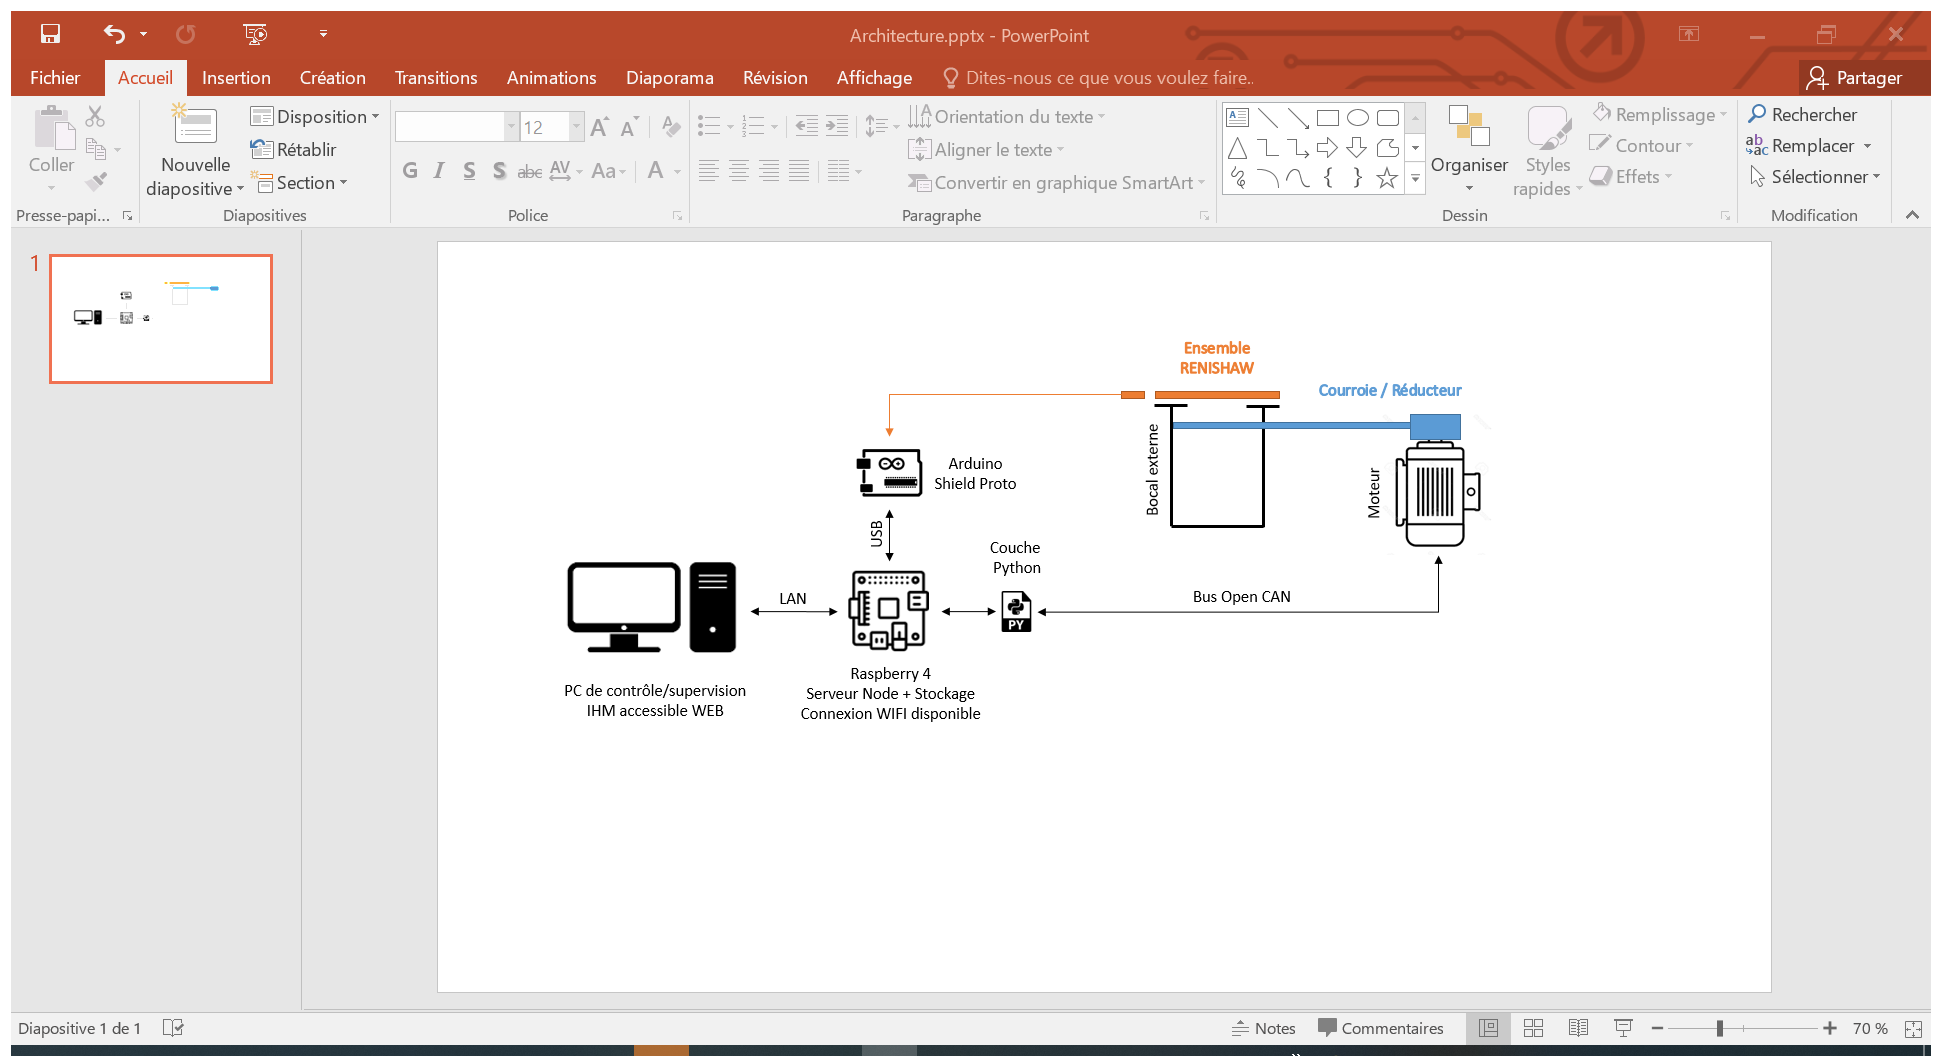 Architecture.pptx - PowerPoint
Fichier
Accueil
Insertion
Création
Transitions
Animations
Diaporama
Révision
Affichage
Dites-nous ce que vous voulez faire..
Partager
Coller
Presse-papi...
Nouvelle
diapositive
Disposition
Rétablir
Section
Diapositives
12
G I S S abc AV Aa A
Police
Orientation du texte
Aligner le texte
Convertir en graphique SmartArt
Paragraphe
Organiser
Styles
rapides
Remplissage
Contour
Effets
Dessin
Rechercher
Remplacer
Sélectionner
Modification
1
Ensemble
RENISHAW
Courroie / Réducteur
Bocal externe
Moteur
Arduino
Shield Proto
USB
Couche
Python
LAN
PY
Bus Open CAN
PC de contrôle/supervision
IHM accessible WEB
Raspberry 4
Serveur Node + Stockage
Connexion WIFI disponible
Diapositive 1 de 1
Notes
Commentaires
70 %